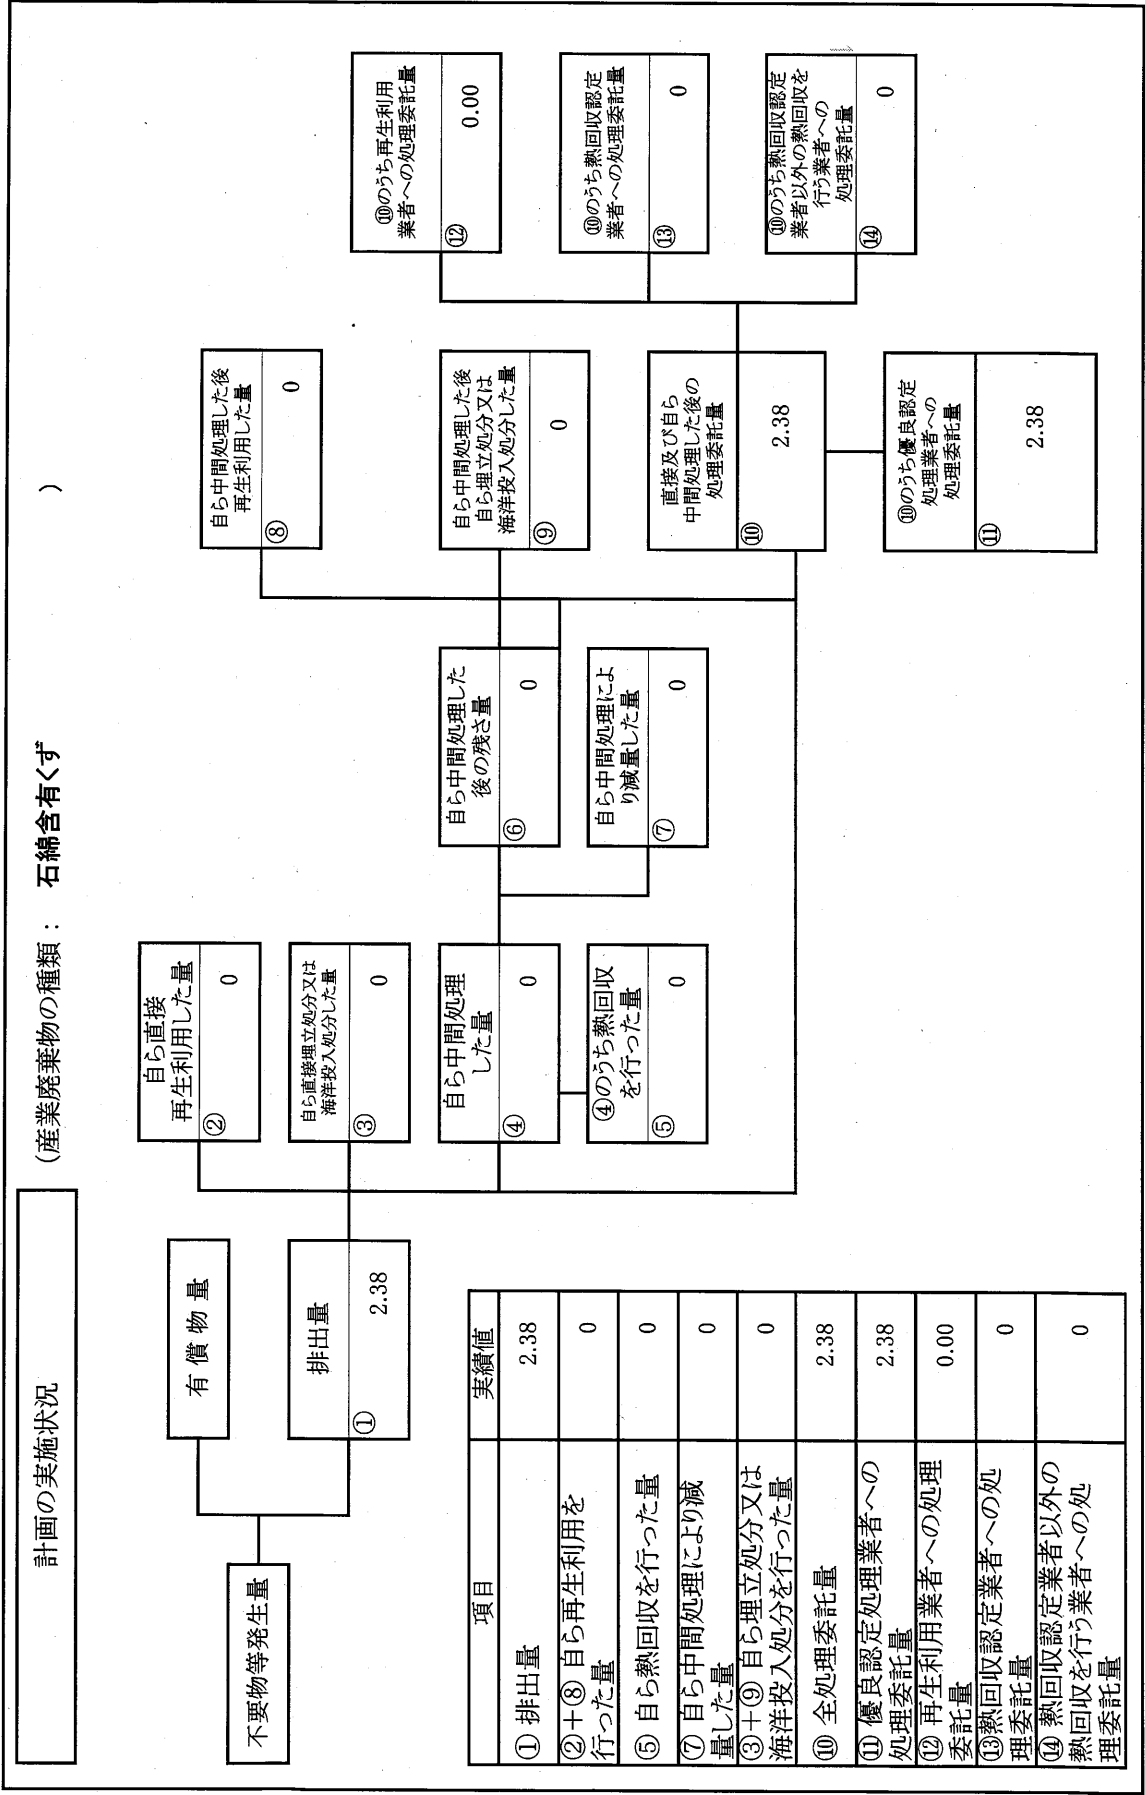 計画の実施状況
(産業廃棄物の種類： 石綿含有くず )
不要物等発生量
有償物量
排出量
① 2.38
自ら直接
再生利用した量
② 0
自ら直接埋立処分又は
海洋投入処分した量
③ 0
自ら中間処理
した量
④ 0
④のうち熱回収
を行った量
⑤ 0
自ら中間処理した
後の残さ量
⑥ 0
自ら中間処理によ
り減量した量
⑦ 0
自ら中間処理した後
再生利用した量
⑧ 0
自ら中間処理した後
自ら埋立処分又は
海洋投入処分した量
⑨ 0
直接及び自ら
中間処理した後の
処理委託量
⑩ 2.38
⑩のうち優良認定
処理業者への
処理委託量
⑪ 2.38
⑩のうち再生利用
業者への処理委託量
⑫ 0.00
⑩のうち熱回収認定
業者への処理委託量
⑬ 0
⑩のうち熱回収認定
業者以外の熱回収を
行う業者への
処理委託量
⑭ 0
項目 実績値
① 排出量 2.38
②＋⑧ 自ら再生利用を
行った量 0
⑤ 自ら熱回収を行った量 0
⑦ 自ら中間処理により減
量した量 0
③＋⑨ 自ら埋立処分又は
海洋投入処分を行った量 0
⑩ 全処理委託量 2.38
⑪ 優良認定処理業者への
処理委託量 2.38
⑫ 再生利用業者への処理
委託量 0.00
⑬熱回収認定業者への処
理委託量 0
⑭ 熱回収認定業者以外の
熱回収を行う業者への処
理委託量 0